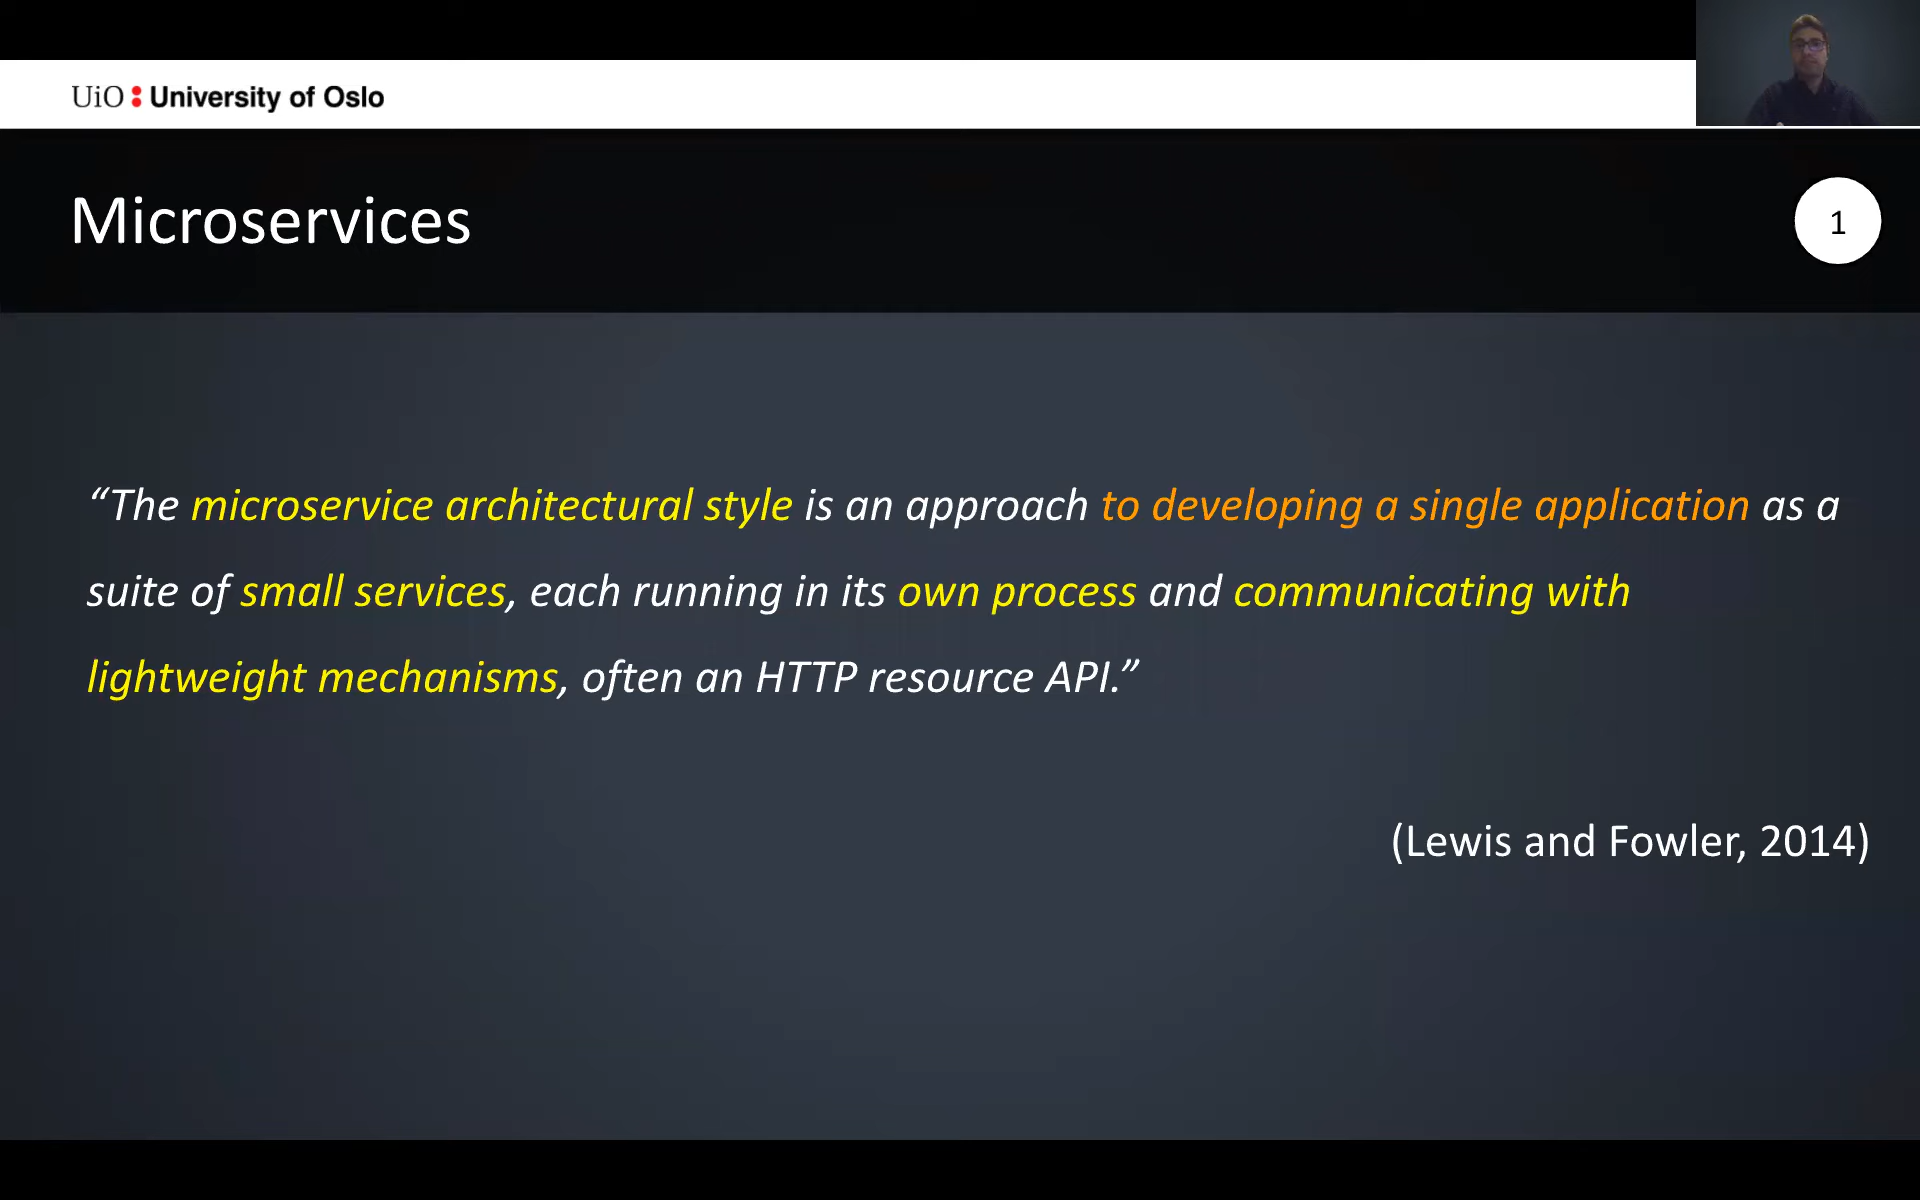 UiO University of Oslo
Microservices
1
“The microservice architectural style is an approach to developing a single application as a
suite of small services, each running in its own process and communicating with
lightweight mechanisms, often an HTTP resource API.”
(Lewis and Fowler, 2014)